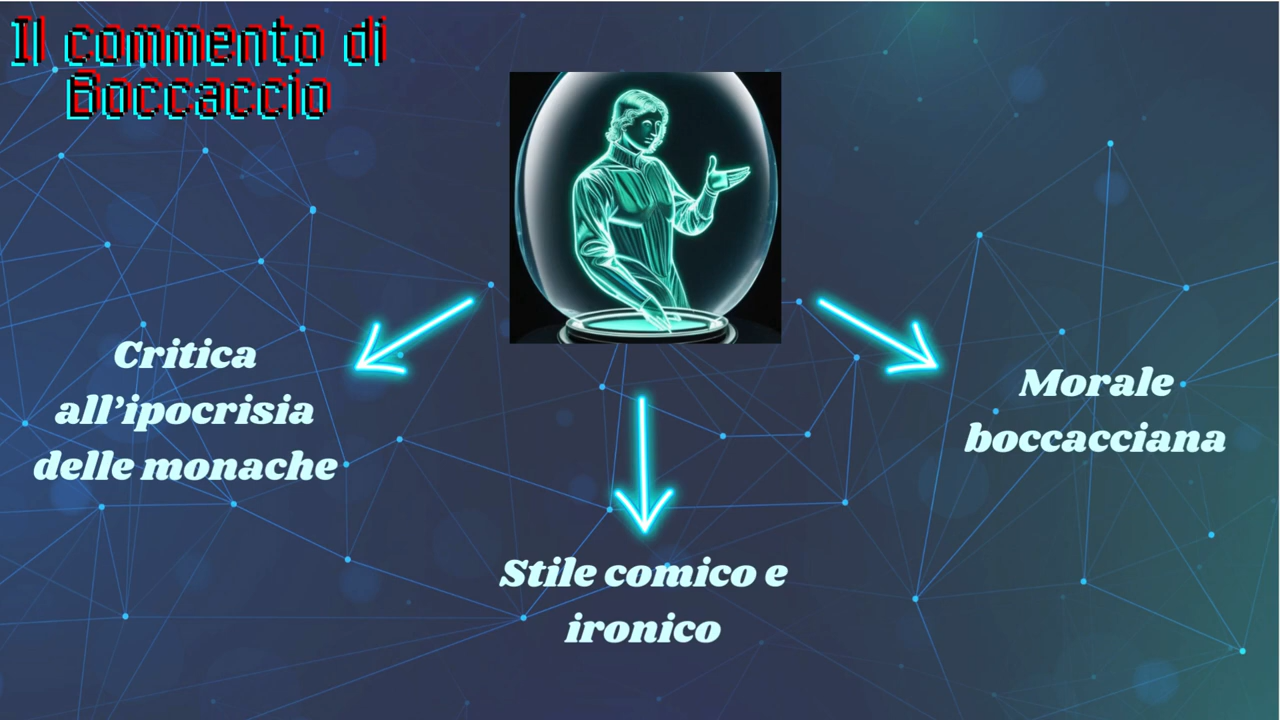 Il commento di
Boccaccio
Critica
all’ipocrisia
delle monache
Stile comico e
ironico
Morale
boccacciana